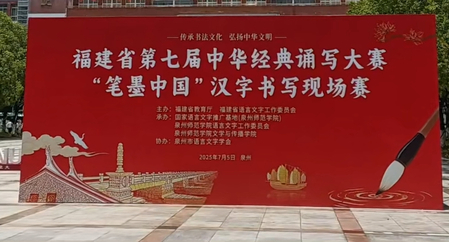 传承书法文化 弘扬中华文明
福建省第七届中华经典诵写大赛
“笔墨中国”汉字书写现场赛
主办：福建省教育厅 福建省语言文字工作委员会
承办：国家语言文字推广基地(泉州师范学院)
泉州师范学院语言文字工作委员会
泉州师范学院文学与传播学院
协办：泉州市语言文字学会
2025年7月5日 泉州